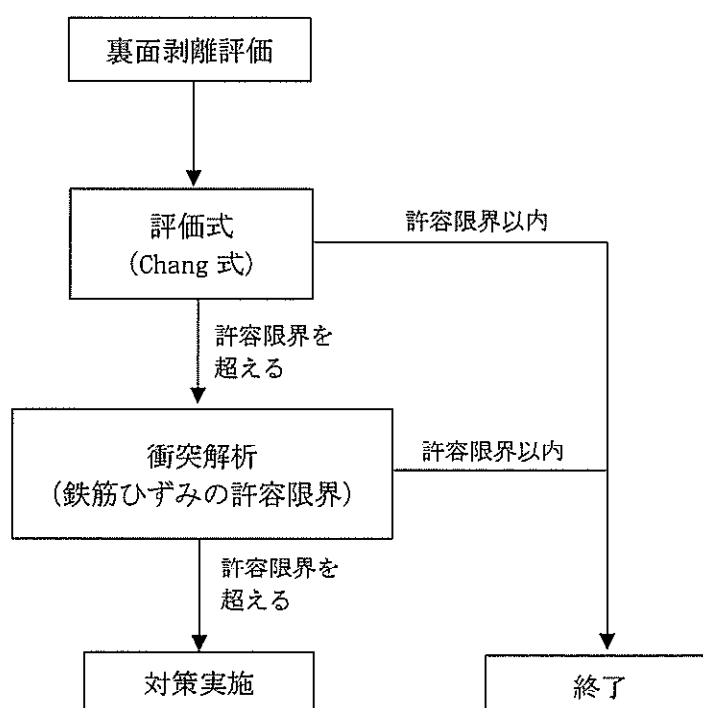 裏面剥離評価
評価式
(Chang 式)
許容限界以内
許容限界を
超える
衝突解析
(鉄筋ひずみの許容限界)
許容限界以内
許容限界を
超える
対策実施
終了